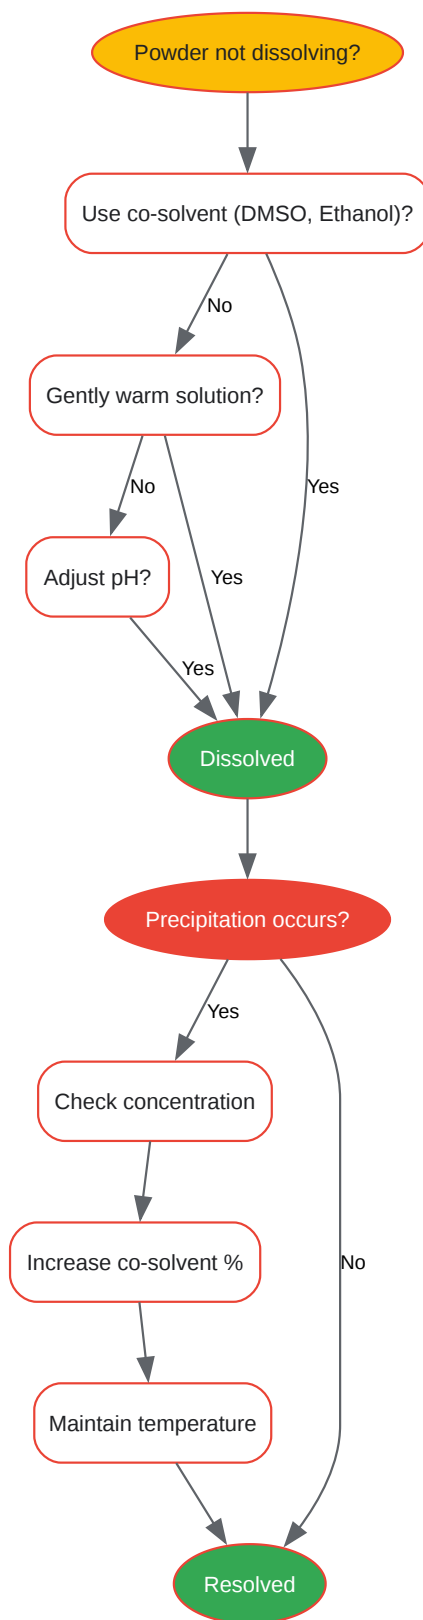 Powder not dissolving?
Use co-solvent (DMSO, Ethanol)?
No
Gently warm solution?
Yes
No
Adjust pH?
Yes
Yes
Dissolved
Precipitation occurs?
Yes
Check concentration
Increase co-solvent %
No
Maintain temperature
Resolved